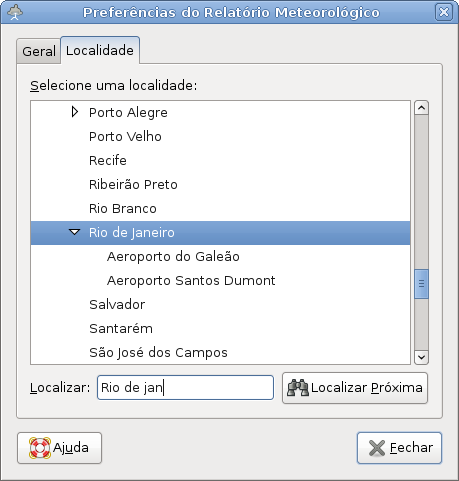 Preferências do Relatório Meteorológico
Geral
Localidade
Selecione uma localidade:
Porto Alegre
Porto Velho
Recife
Ribeirão Preto
Rio Branco
Rio de Janeiro
Aeroporto do Galeão
Aeroporto Santos Dumont
Salvador
Santarém
São José dos Campos
Localizar: Rio de jan Localizar Próxima
Ajuda Fechar